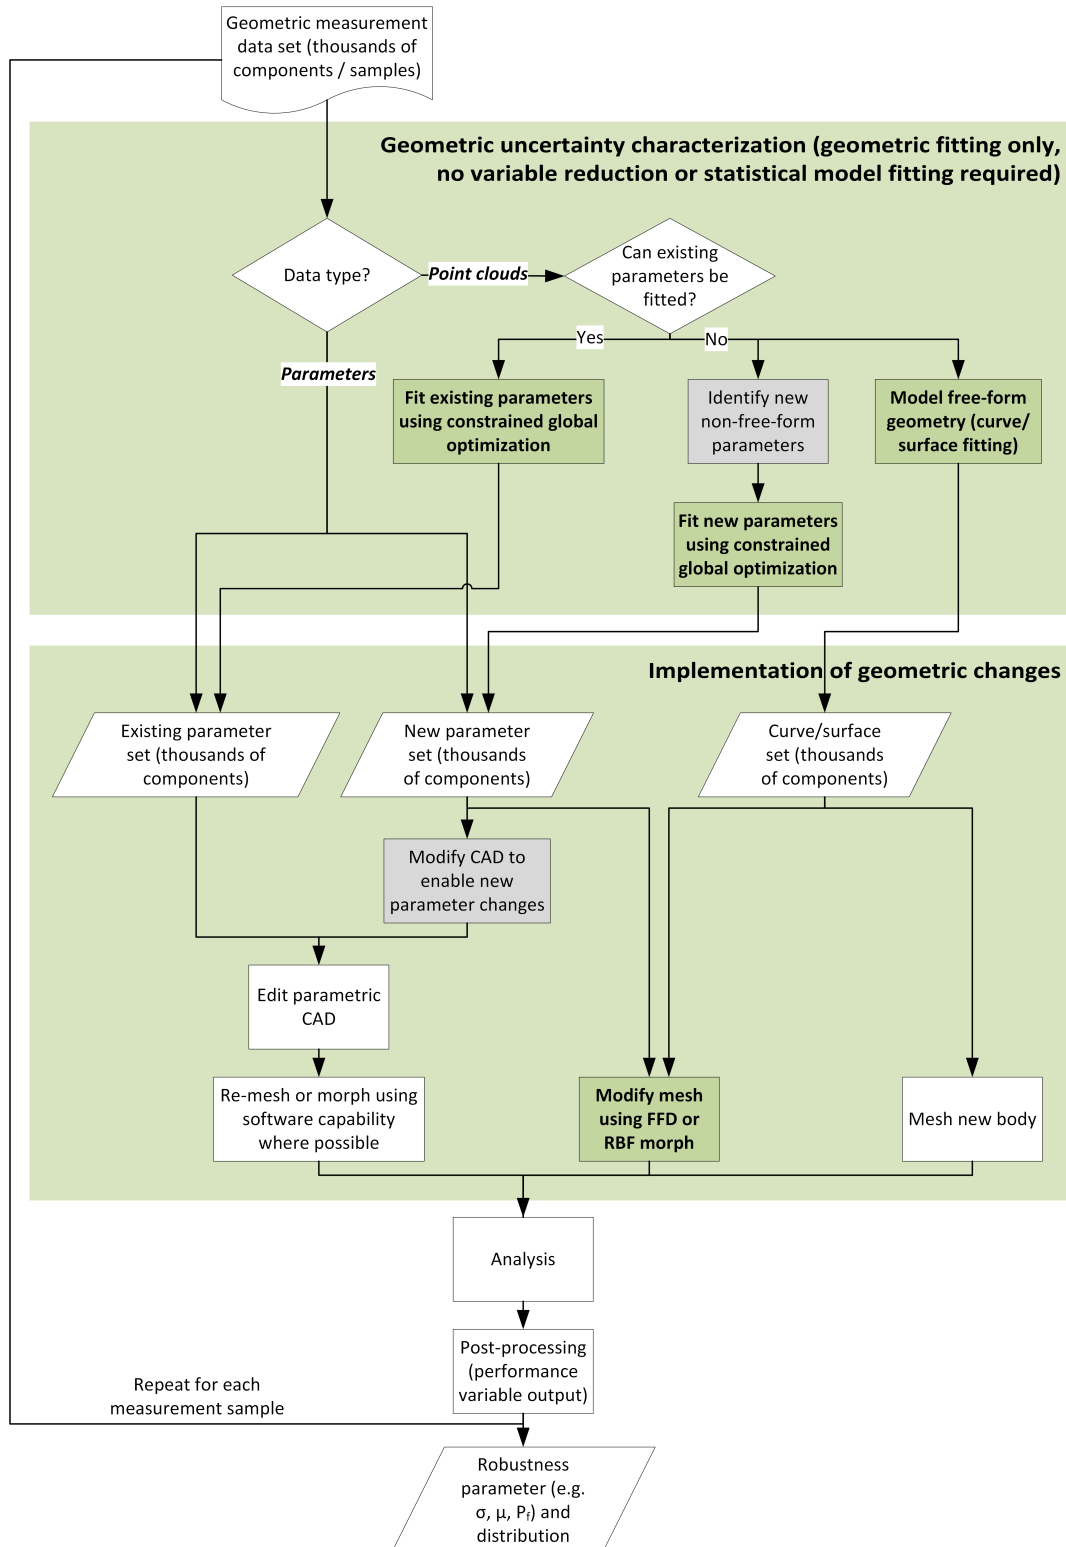 Geometric measurement
data set (thousands of
components / samples)
Geometric uncertainty characterization (geometric fitting only,
no variable reduction or statistical model fitting required)
Data type?
Point clouds
Can existing
parameters be
fitted?
Yes
No
Parameters
Fit existing parameters
using constrained global
optimization
Identify new
non-free-form
parameters
Model free-form
geometry (curve/
surface fitting)
Fit new parameters
using constrained
global optimization
Implementation of geometric changes
Existing parameter
set (thousands of
components)
New parameter
set (thousands
of components)
Curve/surface
set (thousands
of components)
Modify CAD to
enable new
parameter changes
Edit parametric
CAD
Re-mesh or morph using
software capability
where possible
Modify mesh
using FFD or
RBF morph
Mesh new body
Analysis
Post-processing
(performance
variable output)
Repeat for each
measurement sample
Robustness
parameter (e.g.
σ, μ, Pf) and
distribution